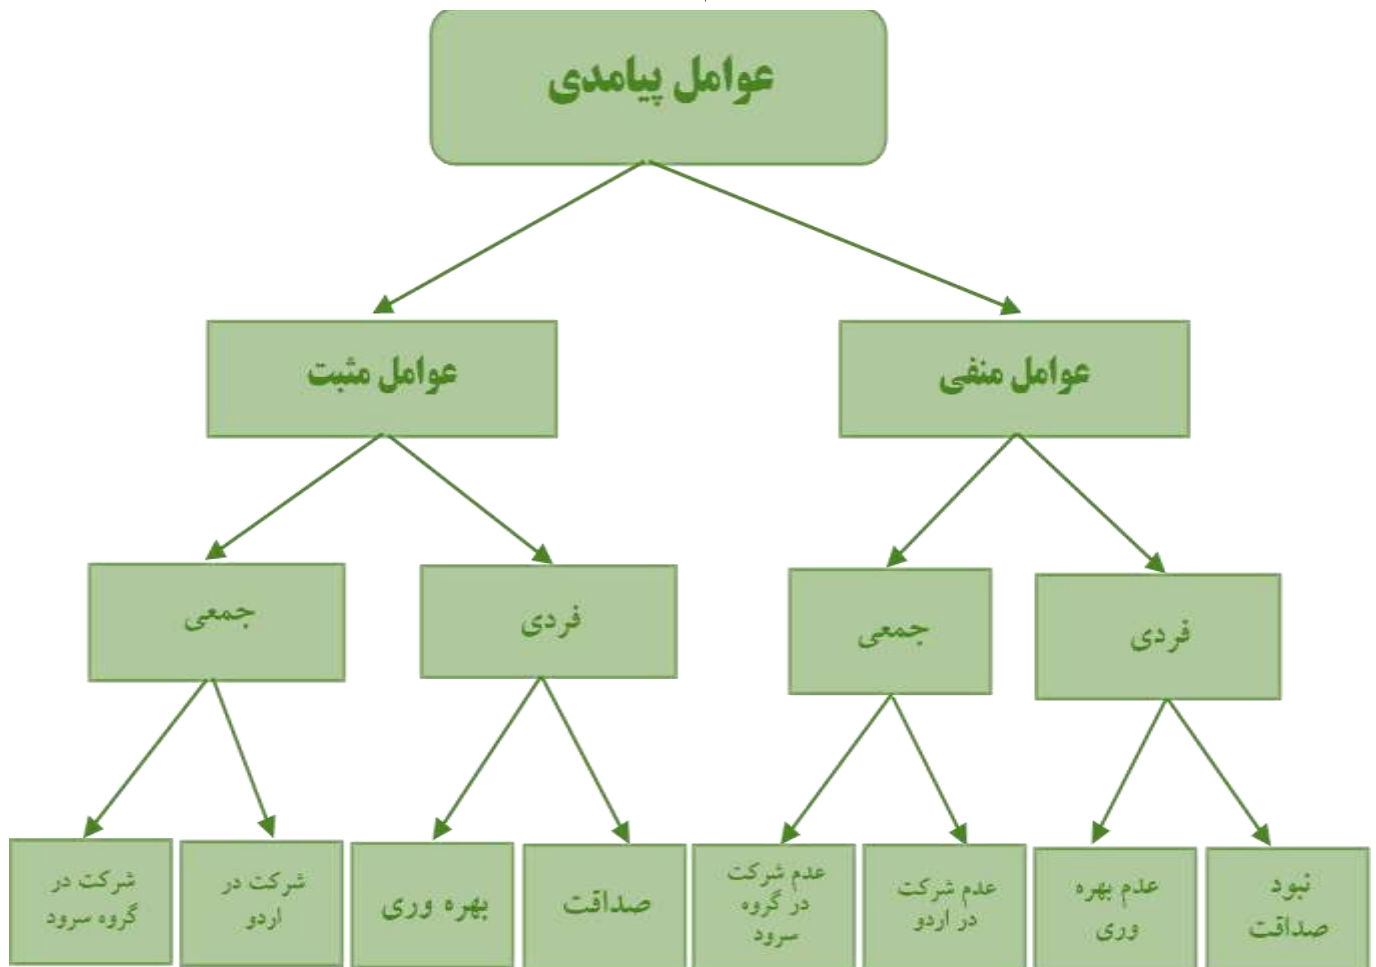 عوامل پیامدی
عوامل منفی
عوامل مثبت
فردی
جمعی
فردی
جمعی
نبود
صداقت
عدم بهره
وری
عدم شرکت
در اردو
عدم شرکت
در گروه
سرود
صداقت
بهره وری
شرکت در
اردو
شرکت در
گروه سرود